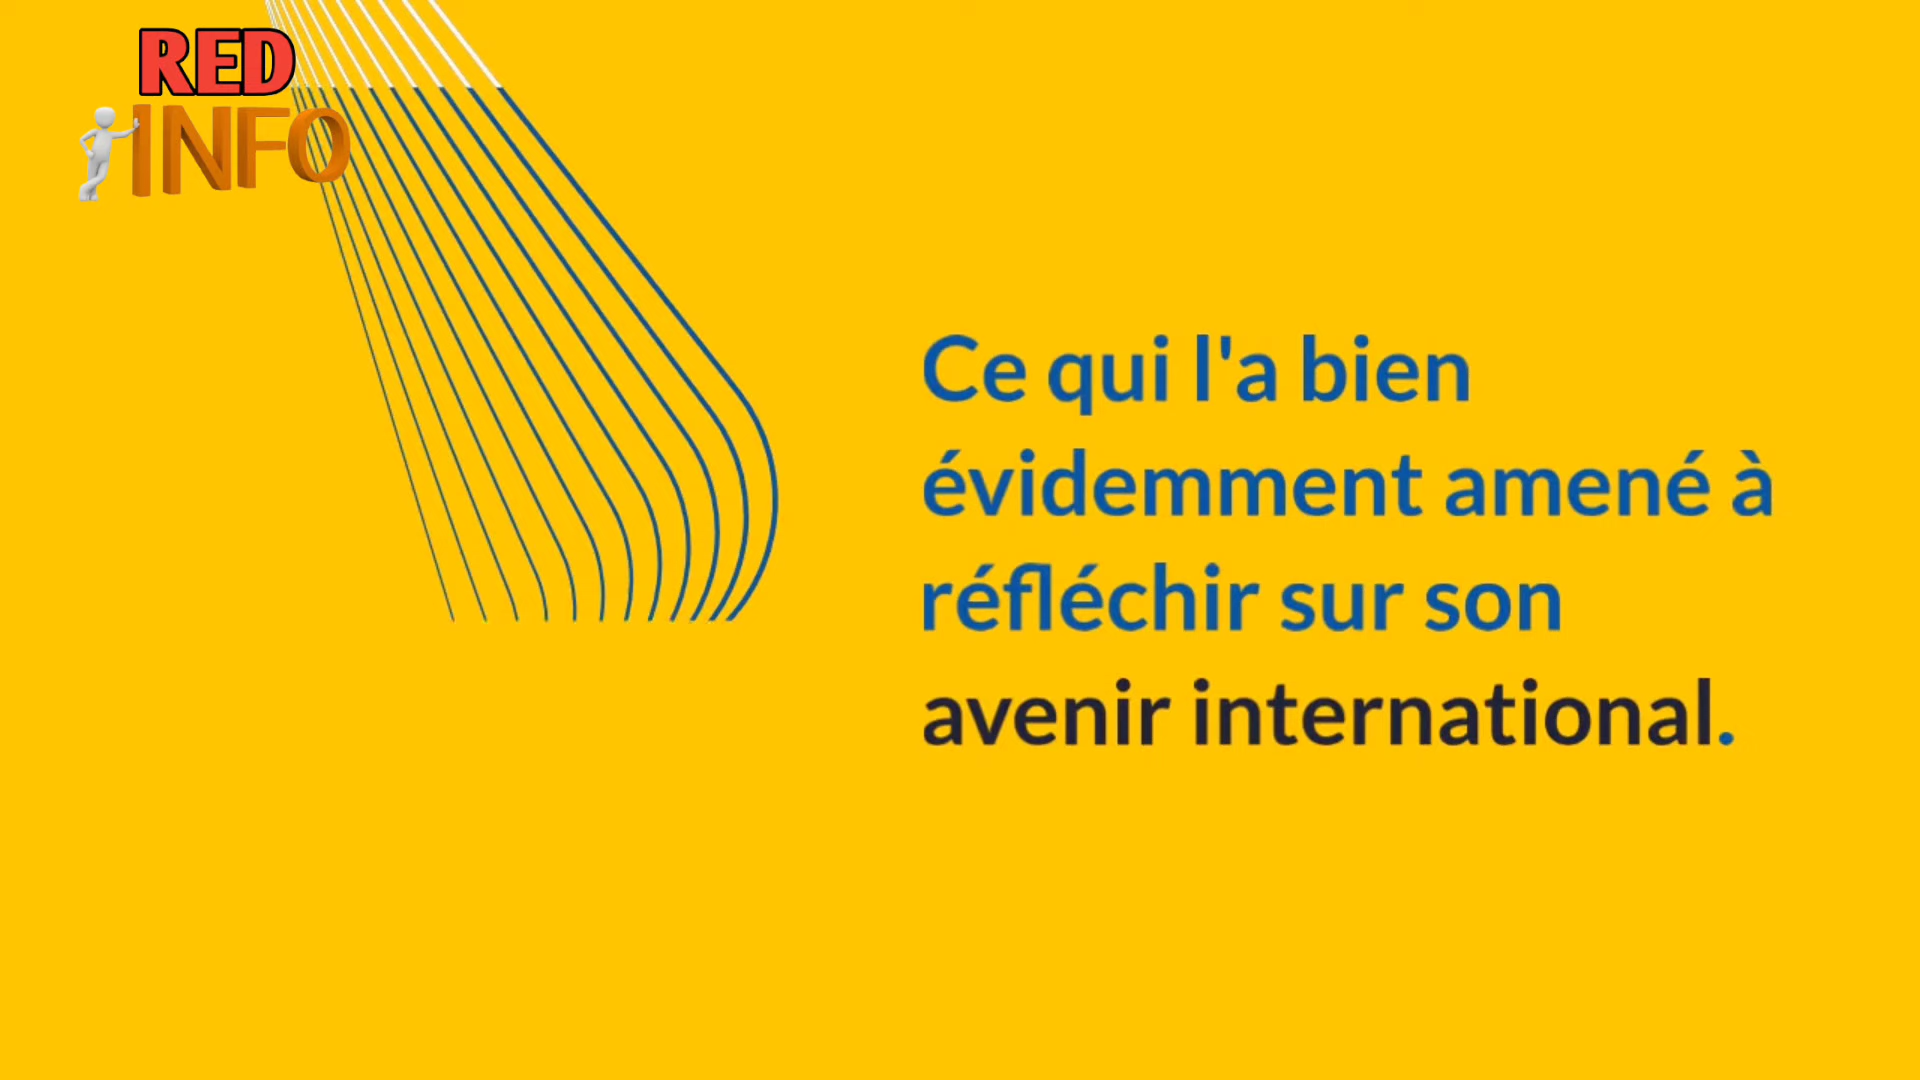 RED
INFO
Ce qui l'a bien
évidemment amené à
réfléchir sur son
avenir international.